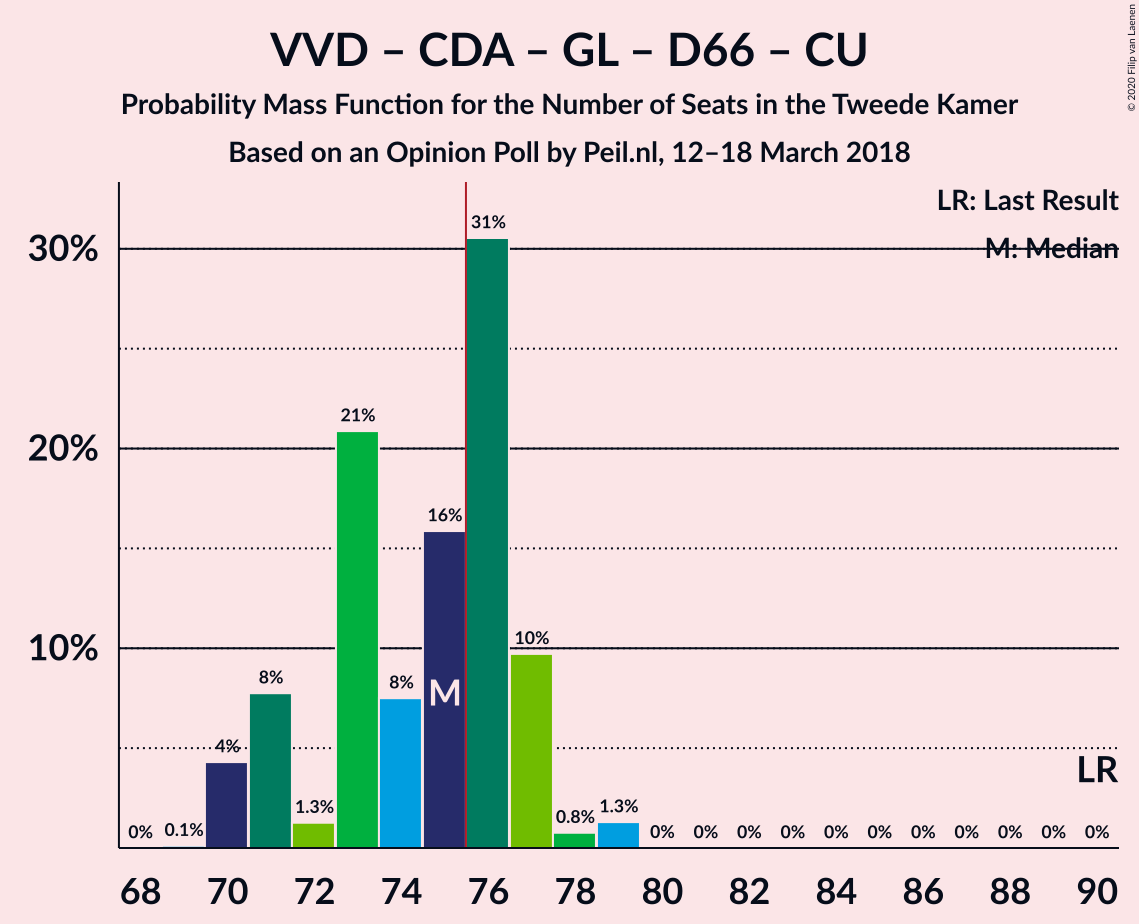 VVD – CDA – GL – D66 – CU
Probability Mass Function for the Number of Seats in the Tweede Kamer
Based on an Opinion Poll by Peil.nl, 12–18 March 2018
© 2020 Filip van Laenen
LR: Last Result
M: Median
30%
20%
10%
0% 0.1% 4% 8% 1.3% 21% 8% 16% 31% 10% 0.8% 1.3% 0% 0% 0% 0% 0% 0% 0% 0% 0% 0% 0%
M
LR
68 70 72 74 76 78 80 82 84 86 88 90